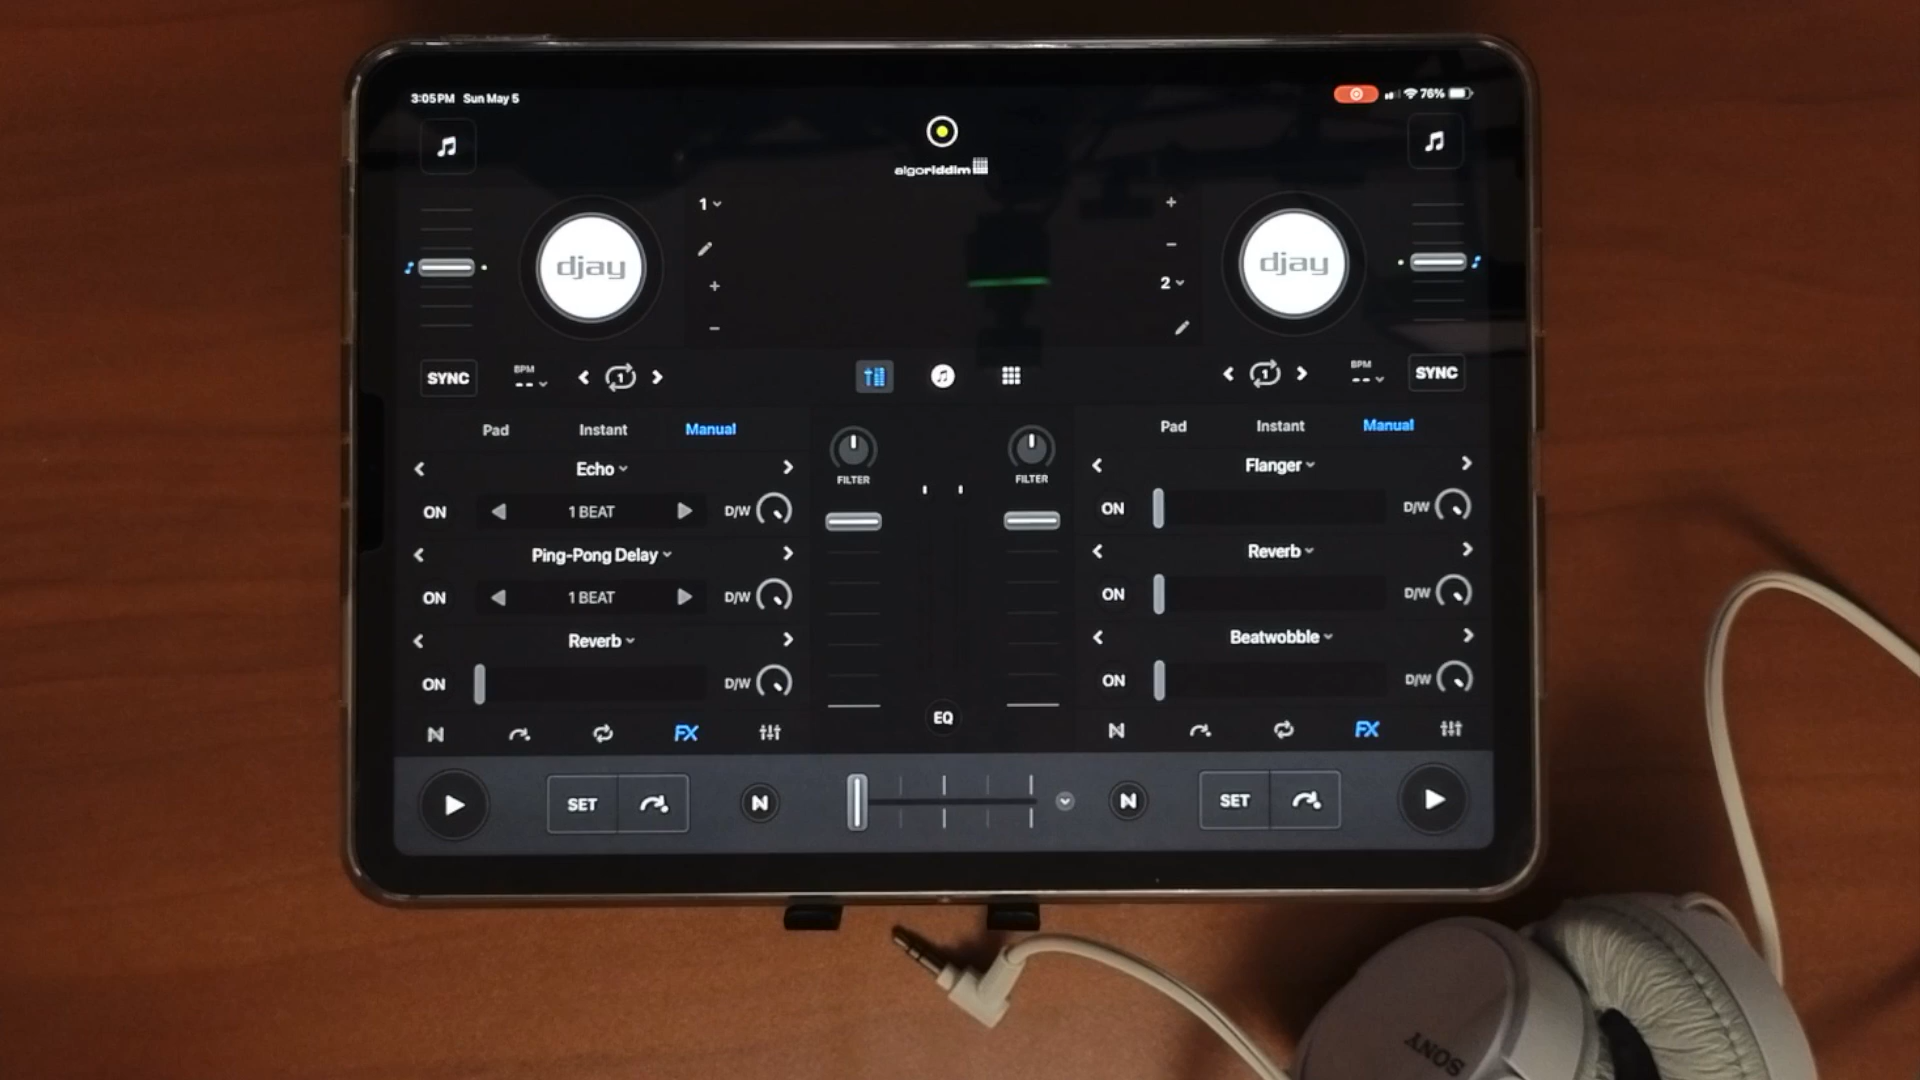 3:05 PM Sun May 5
76%
algoriddim
1
2
djay
djay
SYNC
BPM
--
1
1
BPM
--
SYNC
Pad Instant Manual
Pad Instant Manual
Echo
Flanger
FILTER
FILTER
ON 1 BEAT D/W
ON D/W
Ping-Pong Delay
Reverb
ON 1 BEAT D/W
ON D/W
Reverb
Beatwobble
ON D/W
ON D/W
EQ
FX
FX
SET
SET
SONY